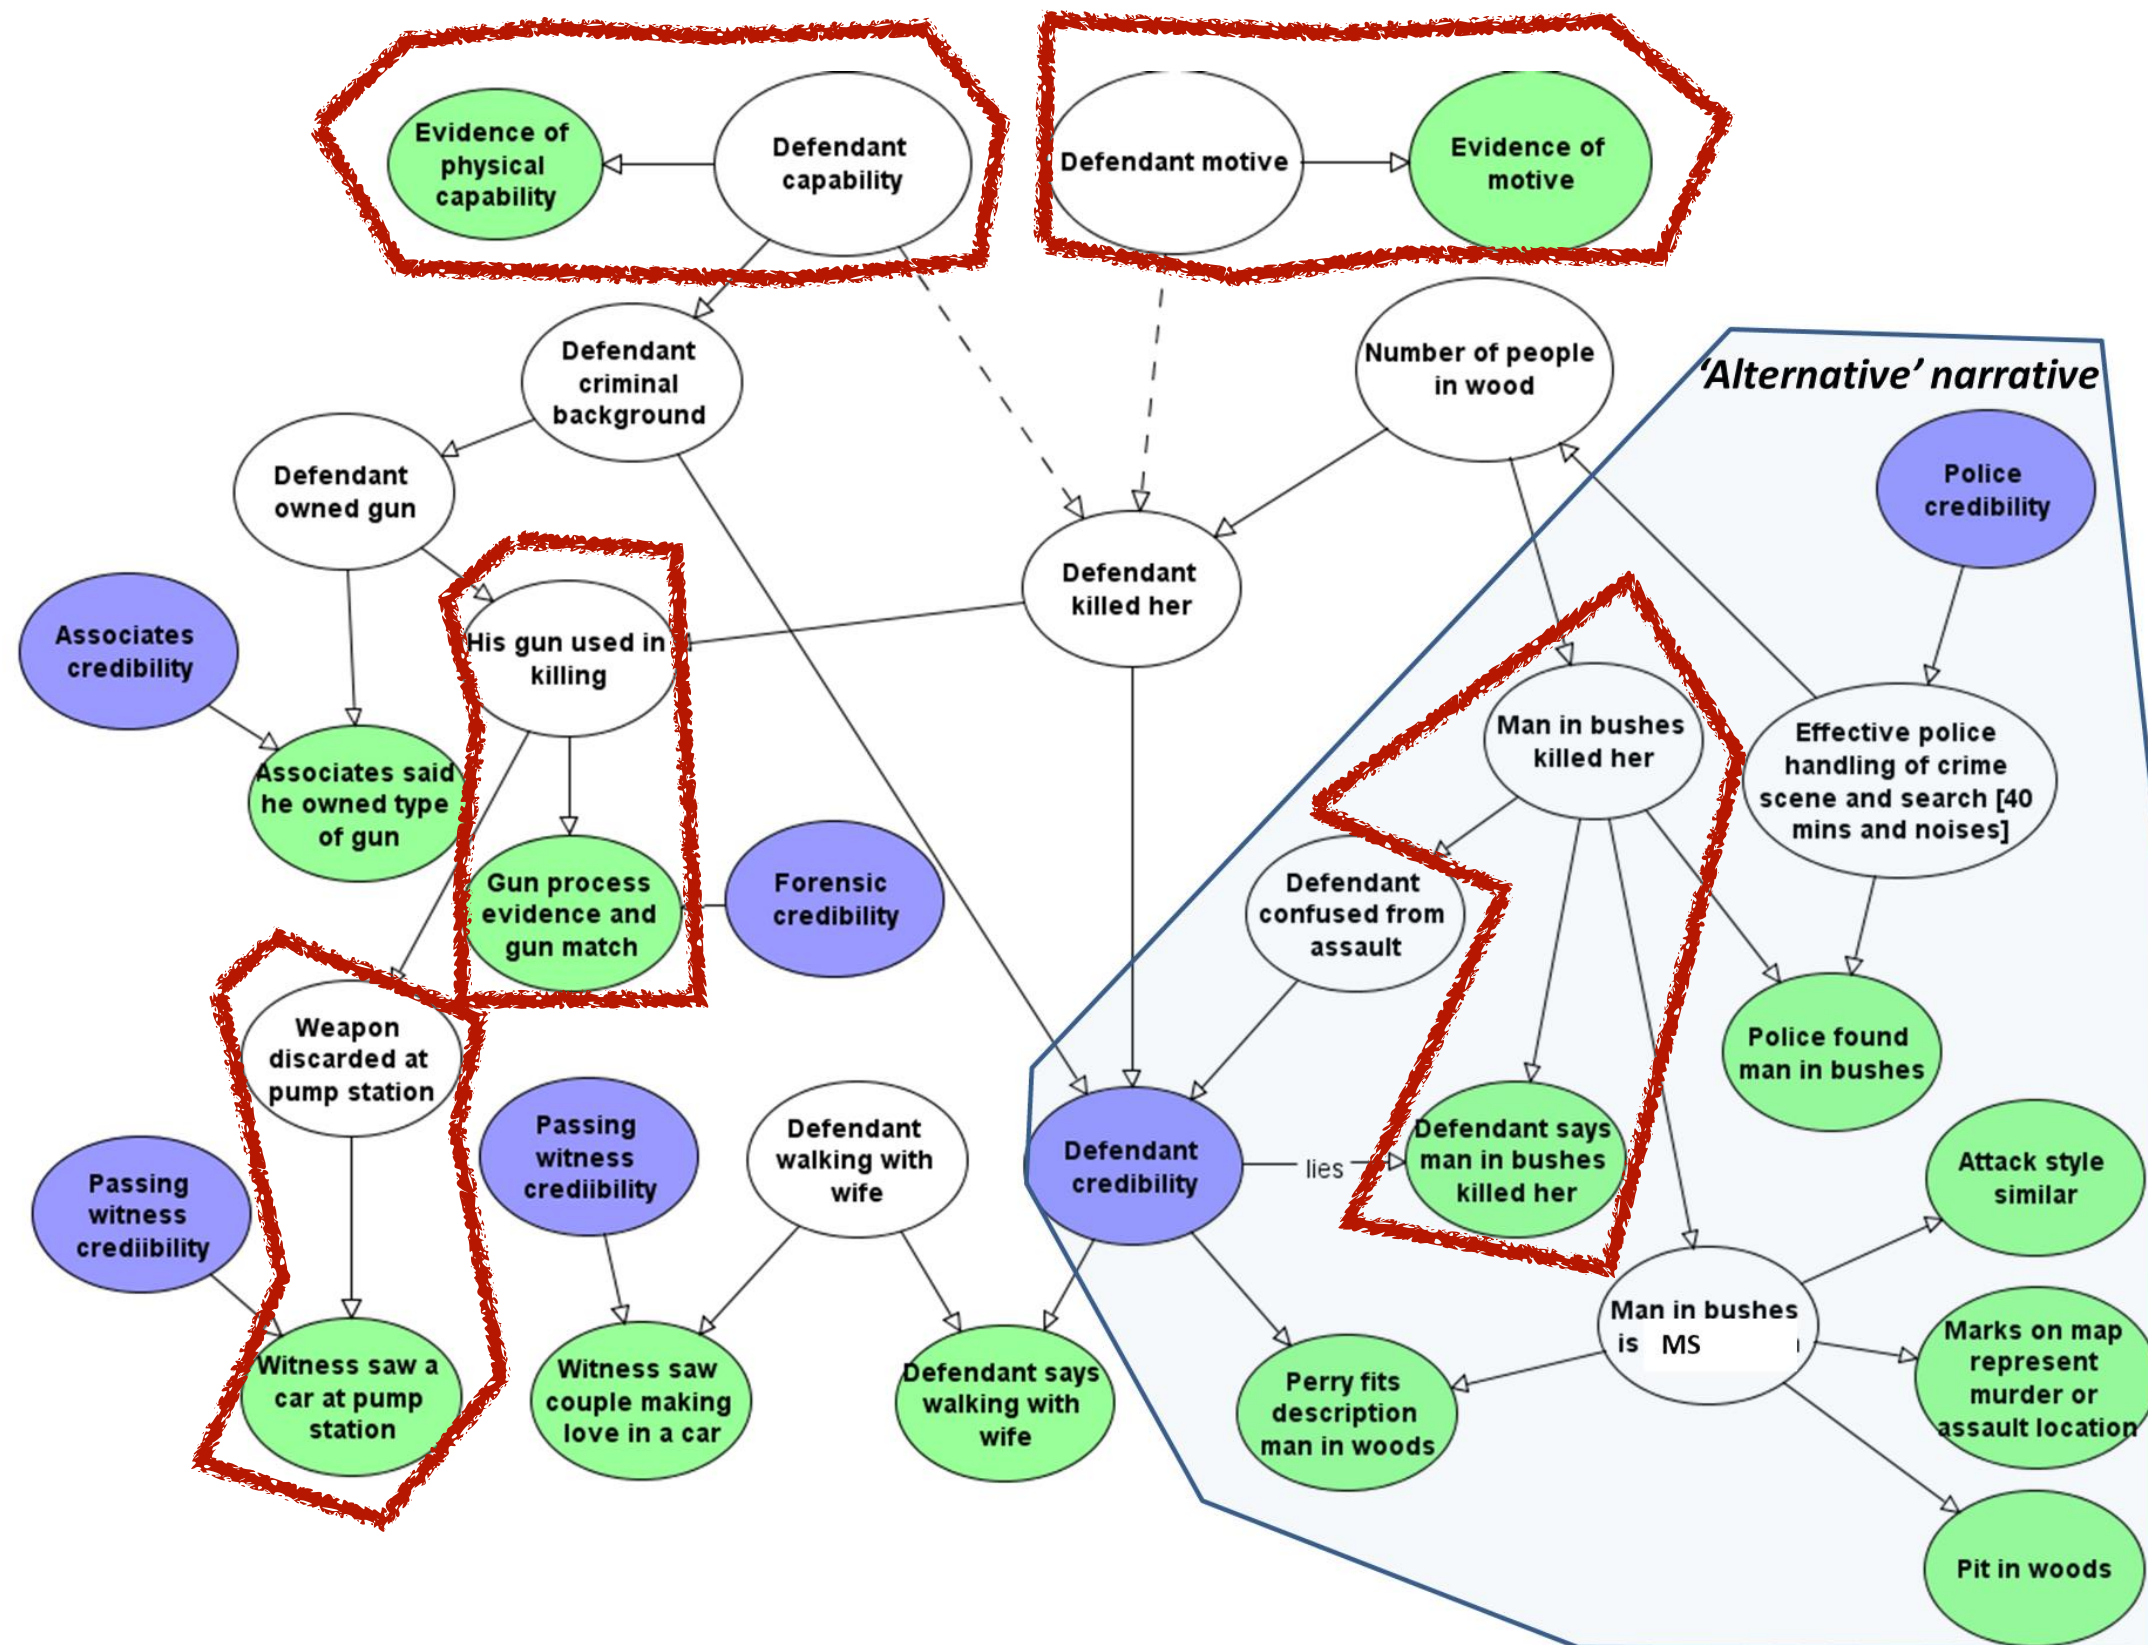 Evidence of
physical
capability
Defendant
capability
Defendant motive
Evidence of
motive
Defendant
criminal
background
Number of people
in wood
'Alternative' narrative
Defendant
owned gun
Police
credibility
Defendant
killed her
Associates
credibility
His gun used in
killing
Man in bushes
killed her
Effective police
handling of crime
scene and search [40
mins and noises]
Associates said
he owned type
of gun
Gun process
evidence and
gun match
Forensic
credibility
Defendant
confused from
assault
Weapon
discarded at
pump station
Police found
man in bushes
Passing
witness
crediibility
Passing
witness
crediibility
Defendant
walking with
wife
Defendant
credibility
lies
Defendant says
man in bushes
killed her
Attack style
similar
Witness saw a
car at pump
station
Witness saw
couple making
love in a car
Defendant says
walking with
wife
Perry fits
description
man in woods
Man in bushes
is MS
Marks on map
represent
murder or
assault location
Pit in woods